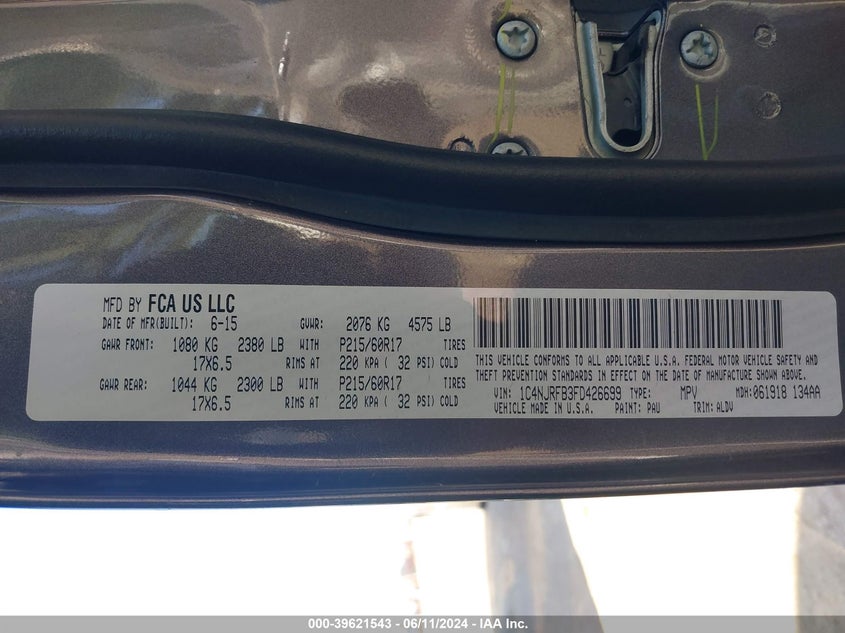 MFD BY FCA US LLC
DATE OF MFR(BUILT): 6-15 GVWR: 2076 KG 4575 LB
GAWR FRONT: 1080 KG 2380 LB WITH P215/60R17 TIRES
17X6.5 RIMS AT 220 KPA ( 32 PSI) COLD
GAWR REAR: 1044 KG 2300 LB WITH P215/60R17 TIRES
17X6.5 RIMS AT 220 KPA ( 32 PSI) COLD
THIS VEHICLE CONFORMS TO ALL APPLICABLE U.S.A. FEDERAL MOTOR VEHICLE SAFETY AND
THEFT PREVENTION STANDARDS IN EFFECT ON THE DATE OF MANUFACTURE SHOWN ABOVE.
VIN: 1C4NJRFB3FD426699 TYPE: MPV MDH:061918 134AA
VEHICLE MADE IN U.S.A. PAINT: PAU TRIM: ALDV
000-39621543 - 06/11/2024 - IAA Inc.